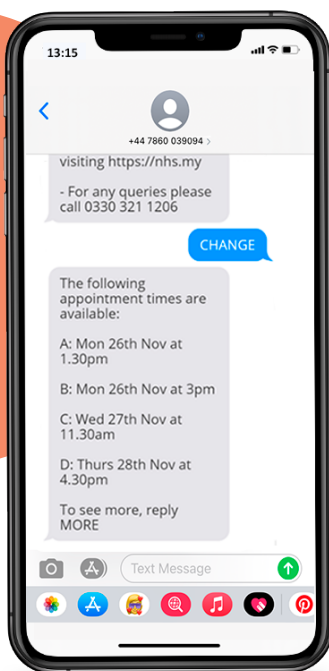 13:15
+44 7860 039094 >
visiting https://nhs.my
- For any queries please
call 0330 321 1206
CHANGE
The following
appointment times are
available:
A: Mon 26th Nov at
1.30pm
B: Mon 26th Nov at 3pm
C: Wed 27th Nov at
11.30am
D: Thurs 28th Nov at
4.30pm
To see more, reply
MORE
Text Message